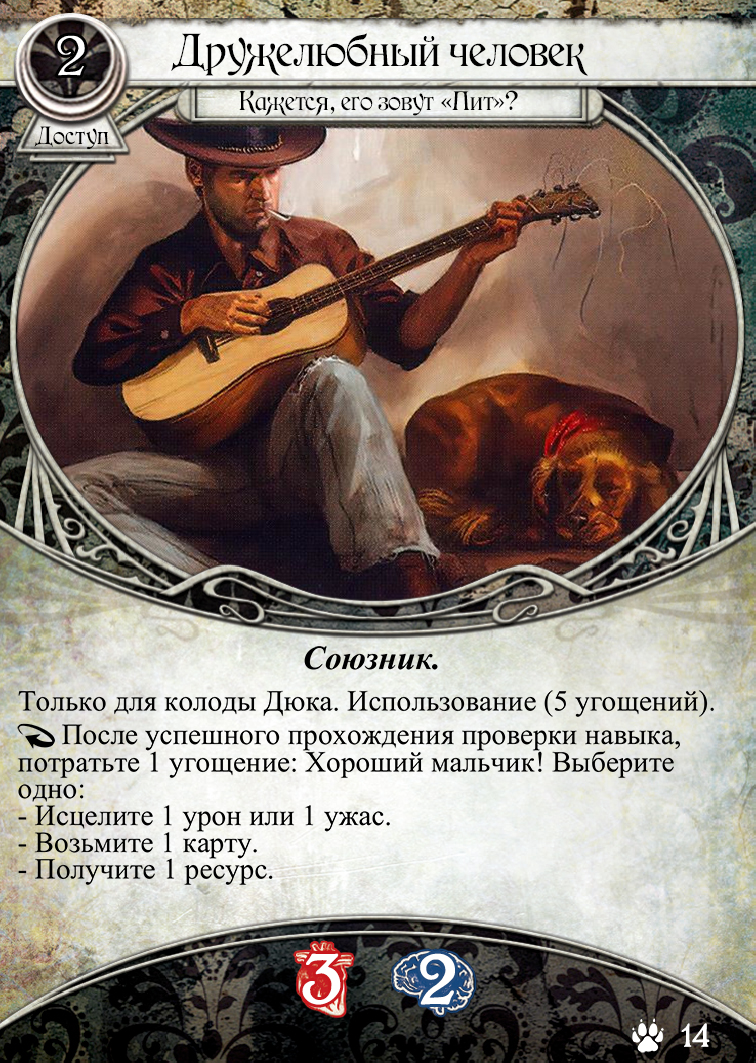 2
Дружелюбный человек
Кажется, его зовут «Пит»?
Доступ
Союзник.
Только для колоды Дюка. Использование (5 угощений).
После успешного прохождения проверки навыка,
потратьте 1 угощение: Хороший мальчик! Выберите
одно:
- Исцелите 1 урон или 1 ужас.
- Возьмите 1 карту.
- Получите 1 ресурс.
3 2
14